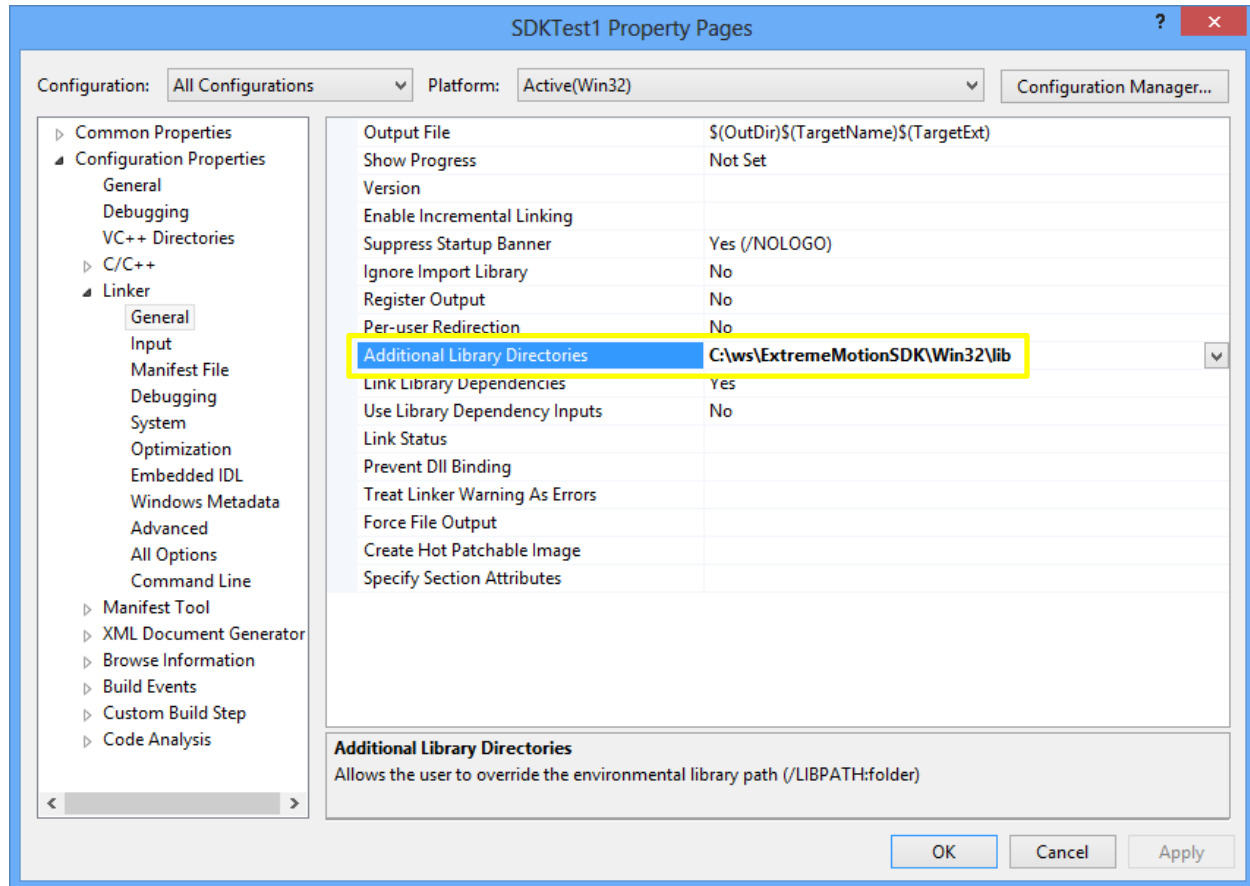 SDKTest1 Property Pages
?
Configuration: All Configurations Platform: Active(Win32) Configuration Manager...
Common Properties
Configuration Properties
General
Debugging
VC++ Directories
C/C++
Linker
General
Input
Manifest File
Debugging
System
Optimization
Embedded IDL
Windows Metadata
Advanced
All Options
Command Line
Manifest Tool
XML Document Generator
Browse Information
Build Events
Custom Build Step
Code Analysis
Output File $(OutDir)$(TargetName)$(TargetExt)
Show Progress Not Set
Version
Enable Incremental Linking
Suppress Startup Banner Yes (/NOLOGO)
Ignore Import Library No
Register Output No
Per-user Redirection No
Additional Library Directories C:\ws\ExtremeMotionSDK\Win32\lib
Link Library Dependencies Yes
Use Library Dependency Inputs No
Link Status
Prevent Dll Binding
Treat Linker Warning As Errors
Force File Output
Create Hot Patchable Image
Specify Section Attributes
Additional Library Directories
Allows the user to override the environmental library path (/LIBPATH:folder)
OK Cancel Apply